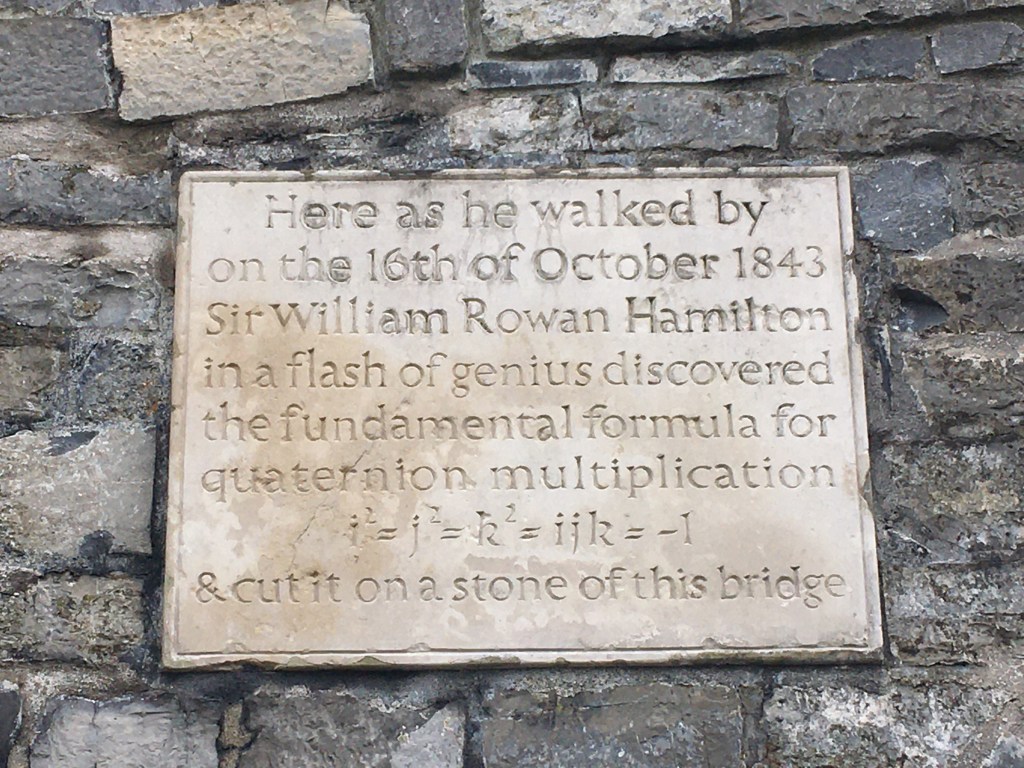 Here as he walked by
on the 16th of October 1843
Sir William Rowan Hamilton
in a flash of genius discovered
the fundamental formula for
quaternion multiplication
i² = j² = k² = ijk = -1
& cut it on a stone of this bridge